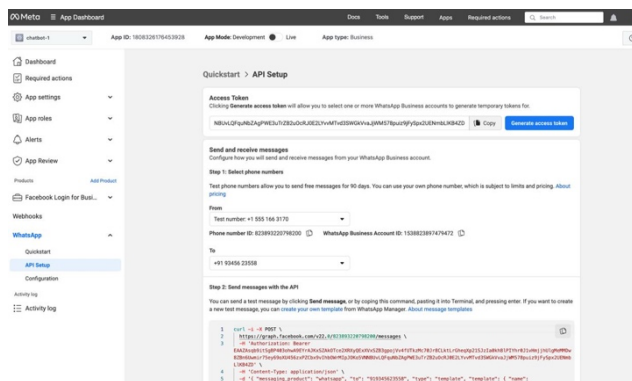 Meta
App Dashboard
Docs
Tools
Support
Apps
Required actions
Search
chatbot-1
App ID: 1808326178453928
App Mode: Development
Live
App type: Business
Dashboard
Required actions
App settings
App roles
Alerts
App Review
Products
Add Product
Facebook Login for Busi...
Webhooks
WhatsApp
Quickstart
API Setup
Configuration
Activity log
Activity log
Quickstart > API Setup
Access Token
Clicking Generate access token will allow you to select one or more WhatsApp Business accounts to generate temporary tokens for.
Copy
Generate access token
Send and receive messages
Configure how you will send and receive messages from your WhatsApp Business account.
Step 1: Select phone numbers
Test phone numbers allow you to send free messages for 90 days. You can use your own phone number, which is subject to limits and pricing. About
pricing
From
Test number: +1 555 166 3170
Phone number ID: 823893220798200
WhatsApp Business Account ID: 1538823897479472
To
+91 93456 23558
Step 2: Send messages with the API
You can send a test message by clicking Send message, or by coping this command, pasting it into Terminal, and pressing enter. If you want to create
a new test message, you can create your own template from WhatsApp Manager. About message templates
1 curl -i -X POST \
2 https://graph.facebook.com/v22.0/823893220798200/messages \
3 -H 'Authorization: Bearer
4 -H 'Content-Type: application/json' \
5 -d '{ "messaging_product": "whatsapp", "to": "919345623558", "type": "template", "template": { "name":